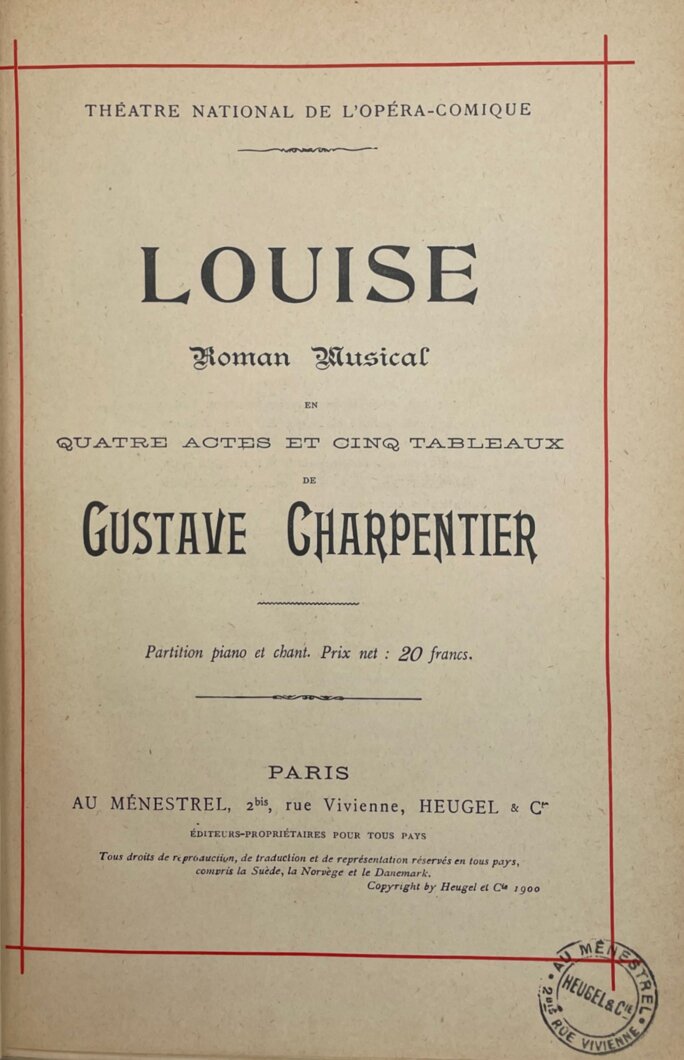 THÉATRE NATIONAL DE L'OPÉRA-COMIQUE
LOUISE
Roman Musical
EN
QUATRE ACTES ET CINQ TABLEAUX
DE
GUSTAVE CHARPENTIER
Partition piano et chant. Prix net : 20 francs.
PARIS
AU MÉNESTREL, 2bis, rue Vivienne, HEUGEL & Cie
ÉDITEURS-PROPRIÉTAIRES POUR TOUS PAYS
Tous droits de reproduction, de traduction et de représentation réservés en tous pays,
compris la Suède, la Norvège et le Danemark.
Copyright by Heugel et Cie 1900
AU MÉNESTREL
HEUGEL & Cie
2bis RUE VIVIENNE